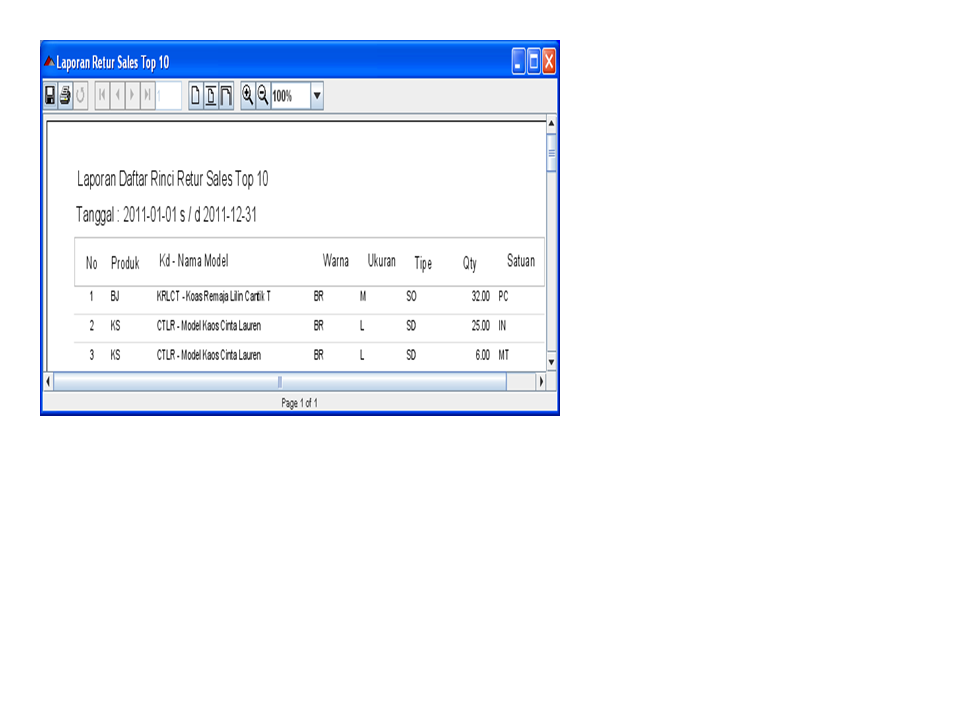 Laporan Retur Sales Top 10
1 100%
Laporan Daftar Rinci Retur Sales Top 10
Tanggal : 2011-01-01 s / d 2011-12-31
No Produk Kd - Nama Model Warna Ukuran Tipe Qty Satuan
1 BJ KRLCT - Koas Remaja Lilin Cantik T BR M SO 32.00 PC
2 KS CTLR - Model Kaos Cinta Lauren BR L SD 25.00 IN
3 KS CTLR - Model Kaos Cinta Lauren BR L SD 6.00 MT
Page 1 of 1